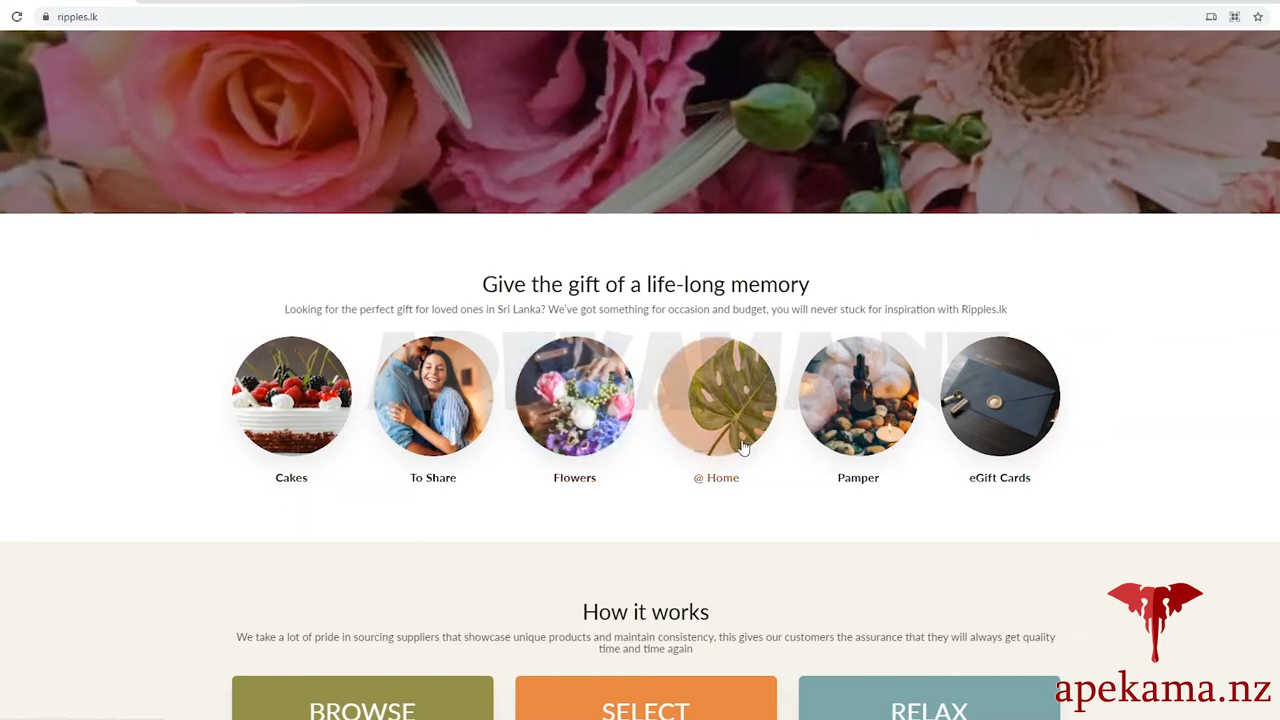 ripples.lk
Give the gift of a life-long memory
Looking for the perfect gift for loved ones in Sri Lanka? We've got something for occasion and budget, you will never stuck for inspiration with Ripples.lk
APEKAMA.NZ
Cakes
To Share
Flowers
@ Home
Pamper
eGift Cards
How it works
We take a lot of pride in sourcing suppliers that showcase unique products and maintain consistency, this gives our customers the assurance that they will always get quality
time and time again
BROWSE
SELECT
RELAX
apekama.nz